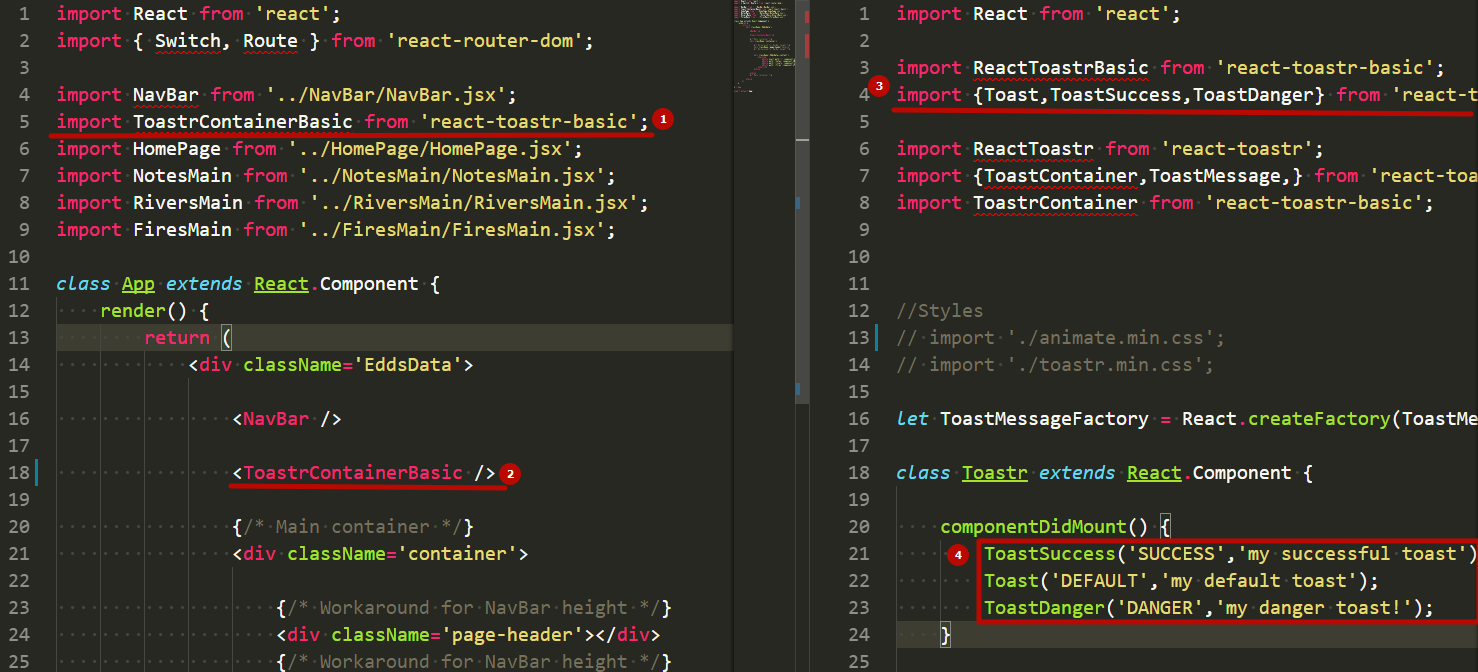 1 import React from 'react';
2 import { Switch, Route } from 'react-router-dom';
3
4 import NavBar from '../NavBar/NavBar.jsx';
5 import ToastrContainerBasic from 'react-toastr-basic'; 1
6 import HomePage from '../HomePage/HomePage.jsx';
7 import NotesMain from '../NotesMain/NotesMain.jsx';
8 import RiversMain from '../RiversMain/RiversMain.jsx';
9 import FiresMain from '../FiresMain/FiresMain.jsx';
10
11 class App extends React.Component {
12 render() {
13 return (
14 <div className='EddsData'>
15
16 <NavBar />
17
18 <ToastrContainerBasic /> 2
19
20 {/* Main container */}
21 <div className='container'>
22
23 {/* Workaround for NavBar height */}
24 <div className='page-header'></div>
25 {/* Workaround for NavBar height */}
1 import React from 'react';
2
3 import ReactToastrBasic from 'react-toastr-basic';
3
4 import {Toast,ToastSuccess,ToastDanger} from 'react-t
5
6 import ReactToastr from 'react-toastr';
7 import {ToastContainer,ToastMessage,} from 'react-toa
8 import ToastrContainer from 'react-toastr-basic';
9
10
11
12 //Styles
13 // import './animate.min.css';
14 // import './toastr.min.css';
15
16 let ToastMessageFactory = React.createFactory(ToastMe
17
18 class Toastr extends React.Component {
19
20 componentDidMount() {
21 4 ToastSuccess('SUCCESS','my successful toast')
22 Toast('DEFAULT','my default toast');
23 ToastDanger('DANGER','my danger toast!');
24 }
25